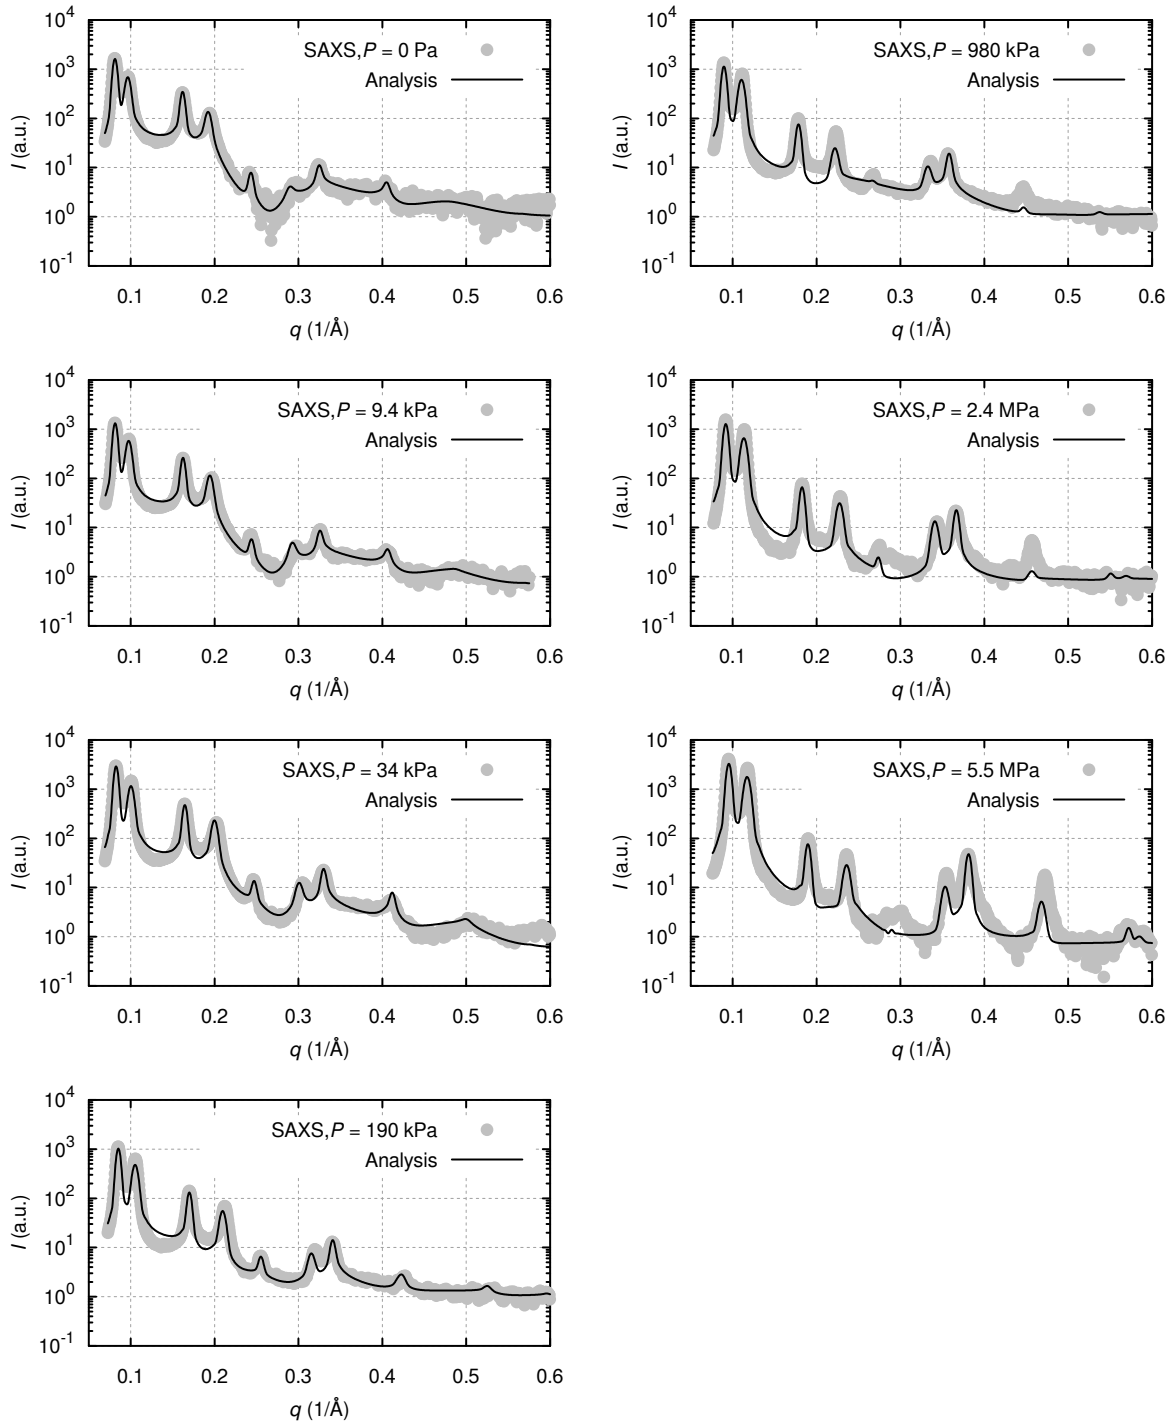 10^4
10^3
10^2
10^1
10^0
10^-1
I (a.u.)
SAXS, P = 0 Pa
Analysis
0.1 0.2 0.3 0.4 0.5 0.6
q (1/Å)
10^4
10^3
10^2
10^1
10^0
10^-1
I (a.u.)
SAXS, P = 980 kPa
Analysis
0.1 0.2 0.3 0.4 0.5 0.6
q (1/Å)
10^4
10^3
10^2
10^1
10^0
10^-1
I (a.u.)
SAXS, P = 9.4 kPa
Analysis
0.1 0.2 0.3 0.4 0.5 0.6
q (1/Å)
10^4
10^3
10^2
10^1
10^0
10^-1
I (a.u.)
SAXS, P = 2.4 MPa
Analysis
0.1 0.2 0.3 0.4 0.5 0.6
q (1/Å)
10^4
10^3
10^2
10^1
10^0
10^-1
I (a.u.)
SAXS, P = 34 kPa
Analysis
0.1 0.2 0.3 0.4 0.5 0.6
q (1/Å)
10^4
10^3
10^2
10^1
10^0
10^-1
I (a.u.)
SAXS, P = 5.5 MPa
Analysis
0.1 0.2 0.3 0.4 0.5 0.6
q (1/Å)
10^4
10^3
10^2
10^1
10^0
10^-1
I (a.u.)
SAXS, P = 190 kPa
Analysis
0.1 0.2 0.3 0.4 0.5 0.6
q (1/Å)